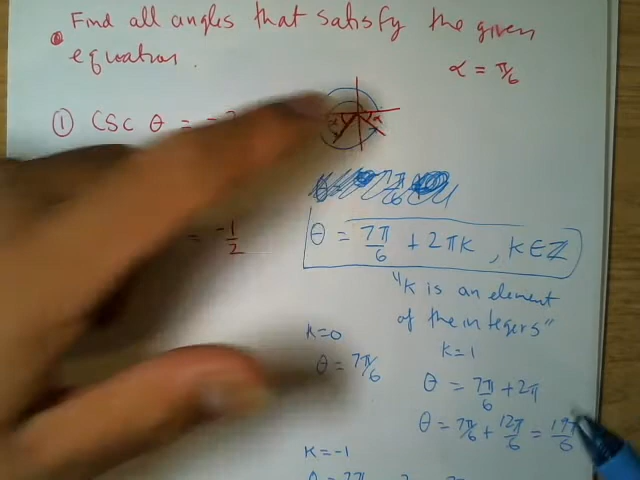 Find all angles that satisfy the given
equation.
α = π/6
① CSC θ = -2
= -1/2
θ = 7π/6 + 2πK , K∈ℤ
"K is an element
of the integers"
K=0
θ = 7π/6
K=1
θ = 7π/6 + 2π
θ = 7π/6 + 12π/6 = 19π/6
K=-1